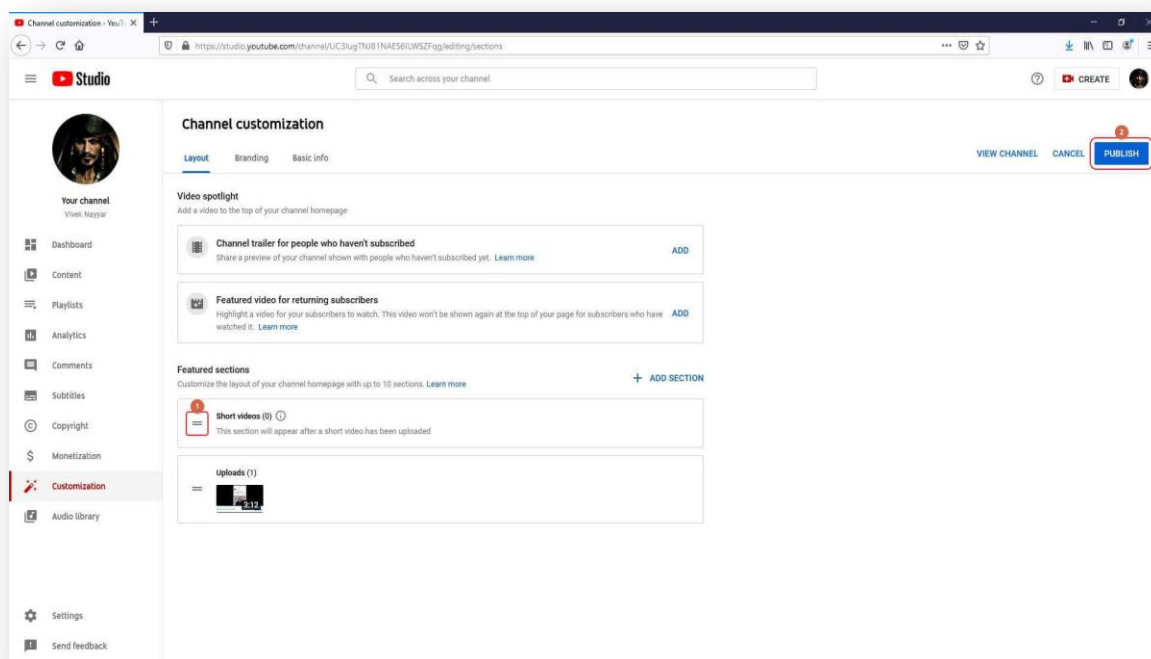 Channel customization - YouTu
https://studio.youtube.com/channel/UC3IugTNJ81NAES6ILWSZFqg/editing/sections
Studio
Search across your channel
CREATE
Channel customization
Layout
Branding
Basic info
VIEW CHANNEL
CANCEL
2
PUBLISH
Your channel
Vivek Nayyar
Dashboard
Content
Playlists
Analytics
Comments
Subtitles
Copyright
Monetization
Customization
Audio library
Settings
Send feedback
Video spotlight
Add a video to the top of your channel homepage
Channel trailer for people who haven't subscribed
Share a preview of your channel shown with people who haven't subscribed yet. Learn more
ADD
Featured video for returning subscribers
Highlight a video for your subscribers to watch. This video won't be shown again at the top of your page for subscribers who have
watched it. Learn more
ADD
Featured sections
Customize the layout of your channel homepage with up to 10 sections. Learn more
+ ADD SECTION
1
Short videos (0)
This section will appear after a short video has been uploaded
Uploads (1)
3:12